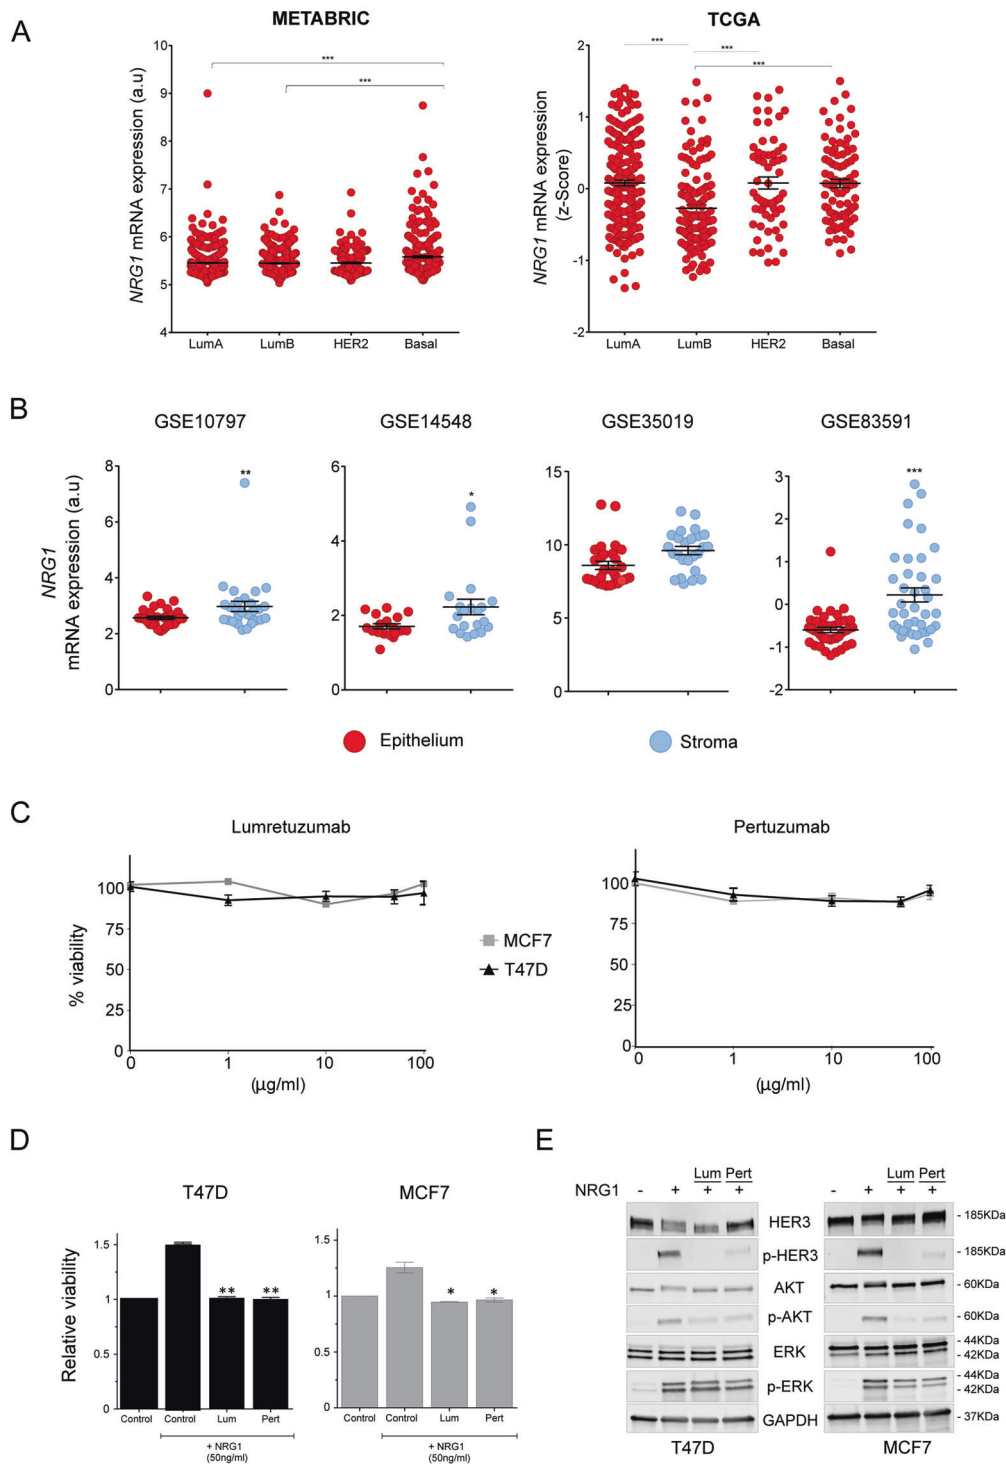 A
METABRIC
TCGA
NRG1 mRNA expression (a.u)
10
9
8
7
6
5
4
***
***
LumA LumB HER2 Basal
NRG1 mRNA expression
(z-Score)
2
1
0
-1
-2
*** ***
***
LumA LumB HER2 Basal
B
GSE10797 GSE14548 GSE35019 GSE83591
NRG1
mRNA expression (a.u)
8
6
4
2
0
**
6
4
2
0
*
15
10
5
0
3
2
1
0
-1
-2
***
Epithelium Stroma
C
Lumretuzumab Pertuzumab
% viability
100
75
50
25
0
0 1 10 100
(µg/ml)
MCF7
T47D
100
75
50
25
0
0 1 10 100
(µg/ml)
D
T47D MCF7
Relative viability
1.5
1
0.5
0
** **
Control Control Lum Pert
+ NRG1
(50ng/ml)
1.5
1
0.5
0
* *
Control Control Lum Pert
+ NRG1
(50ng/ml)
E
Lum Pert Lum Pert
NRG1 - + + + - + + +
HER3 - 185KDa
p-HER3 - 185KDa
AKT - 60KDa
p-AKT - 60KDa
ERK - 44KDa
- 42KDa
p-ERK - 44KDa
- 42KDa
GAPDH - 37KDa
T47D MCF7